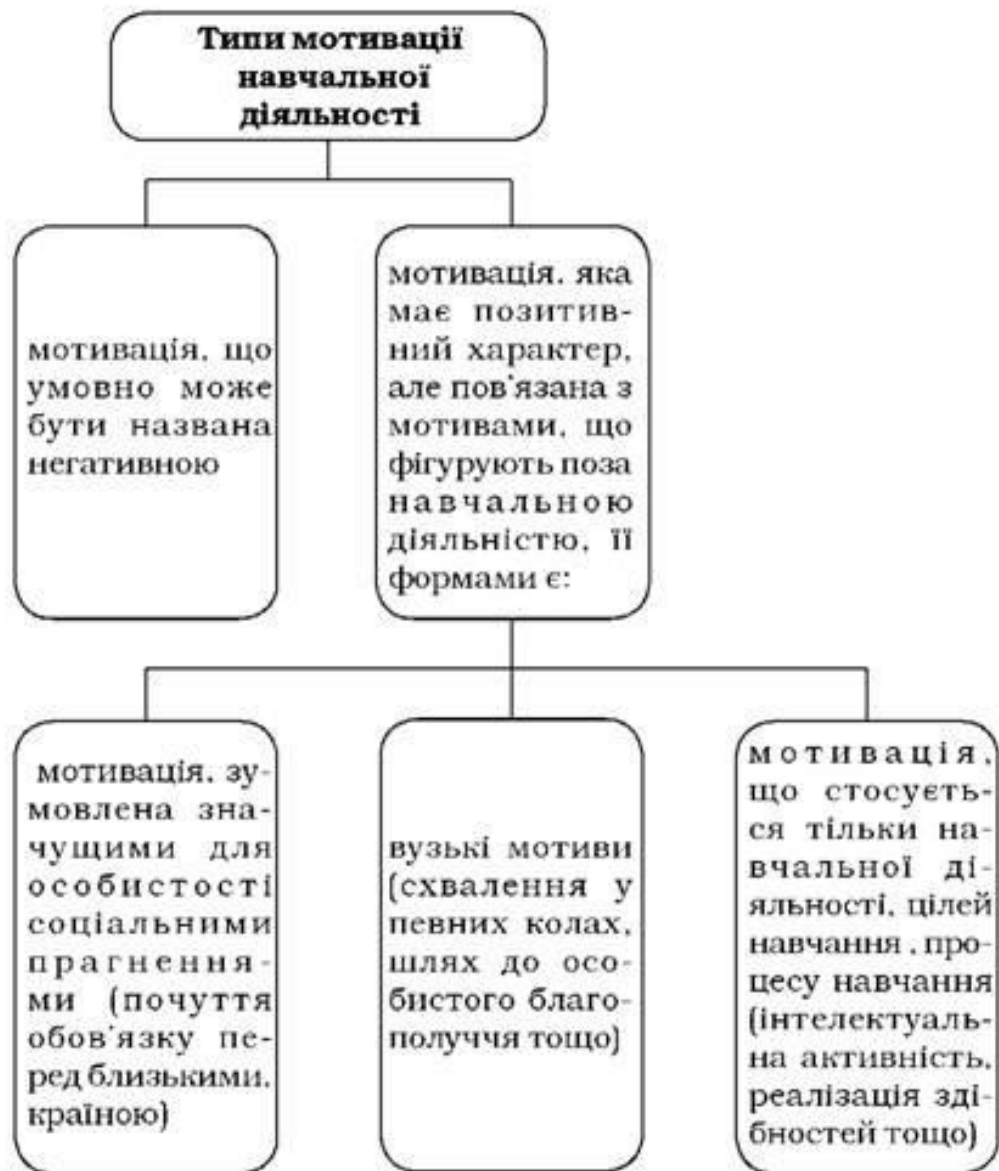 Типи мотивації
навчальної
діяльності
мотивація, що
умовно може
бути названа
негативною
мотивація, яка
має позитив-
ний характер,
але пов'язана з
мотивами, що
фігурують поза
навчальною
діяльністю, її
формами є:
мотивація, зу-
мовлена зна-
чущими для
особистості
соціальними
прагнення-
ми (почуття
обов'язку пе-
ред близькими,
країною)
вузькі мотиви
(схвалення у
певних колах,
шлях до осо-
бистого благо-
получчя тощо)
мотивація,
що стосуєть-
ся тільки на-
вчальної ді-
яльності, цілей
навчання, про-
цесу навчання
(інтелектуаль-
на активність,
реалізація зді-
бностей тощо)